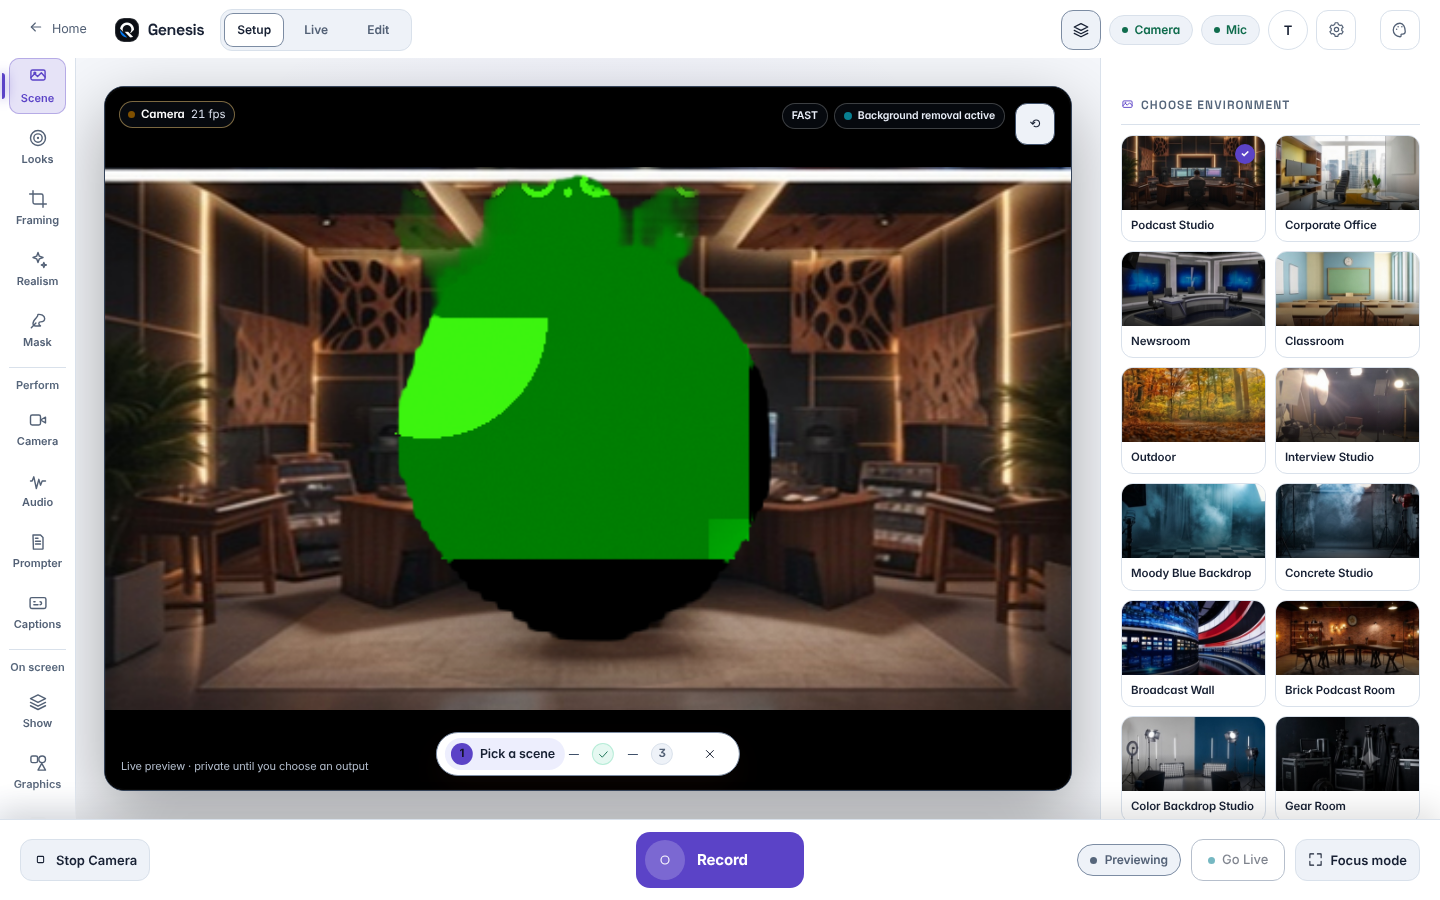 Home
Genesis
Setup
Live
Edit
Camera
Mic
T
Scene
Looks
Framing
Realism
Mask
Perform
Camera
Audio
Prompter
Captions
On screen
Show
Graphics
Camera 21 fps
FAST
Background removal active
Live preview · private until you choose an output
1 Pick a scene
3
CHOOSE ENVIRONMENT
Podcast Studio
Corporate Office
Newsroom
Classroom
Outdoor
Interview Studio
Moody Blue Backdrop
Concrete Studio
Broadcast Wall
Brick Podcast Room
Color Backdrop Studio
Gear Room
Stop Camera
Record
Previewing
Go Live
Focus mode